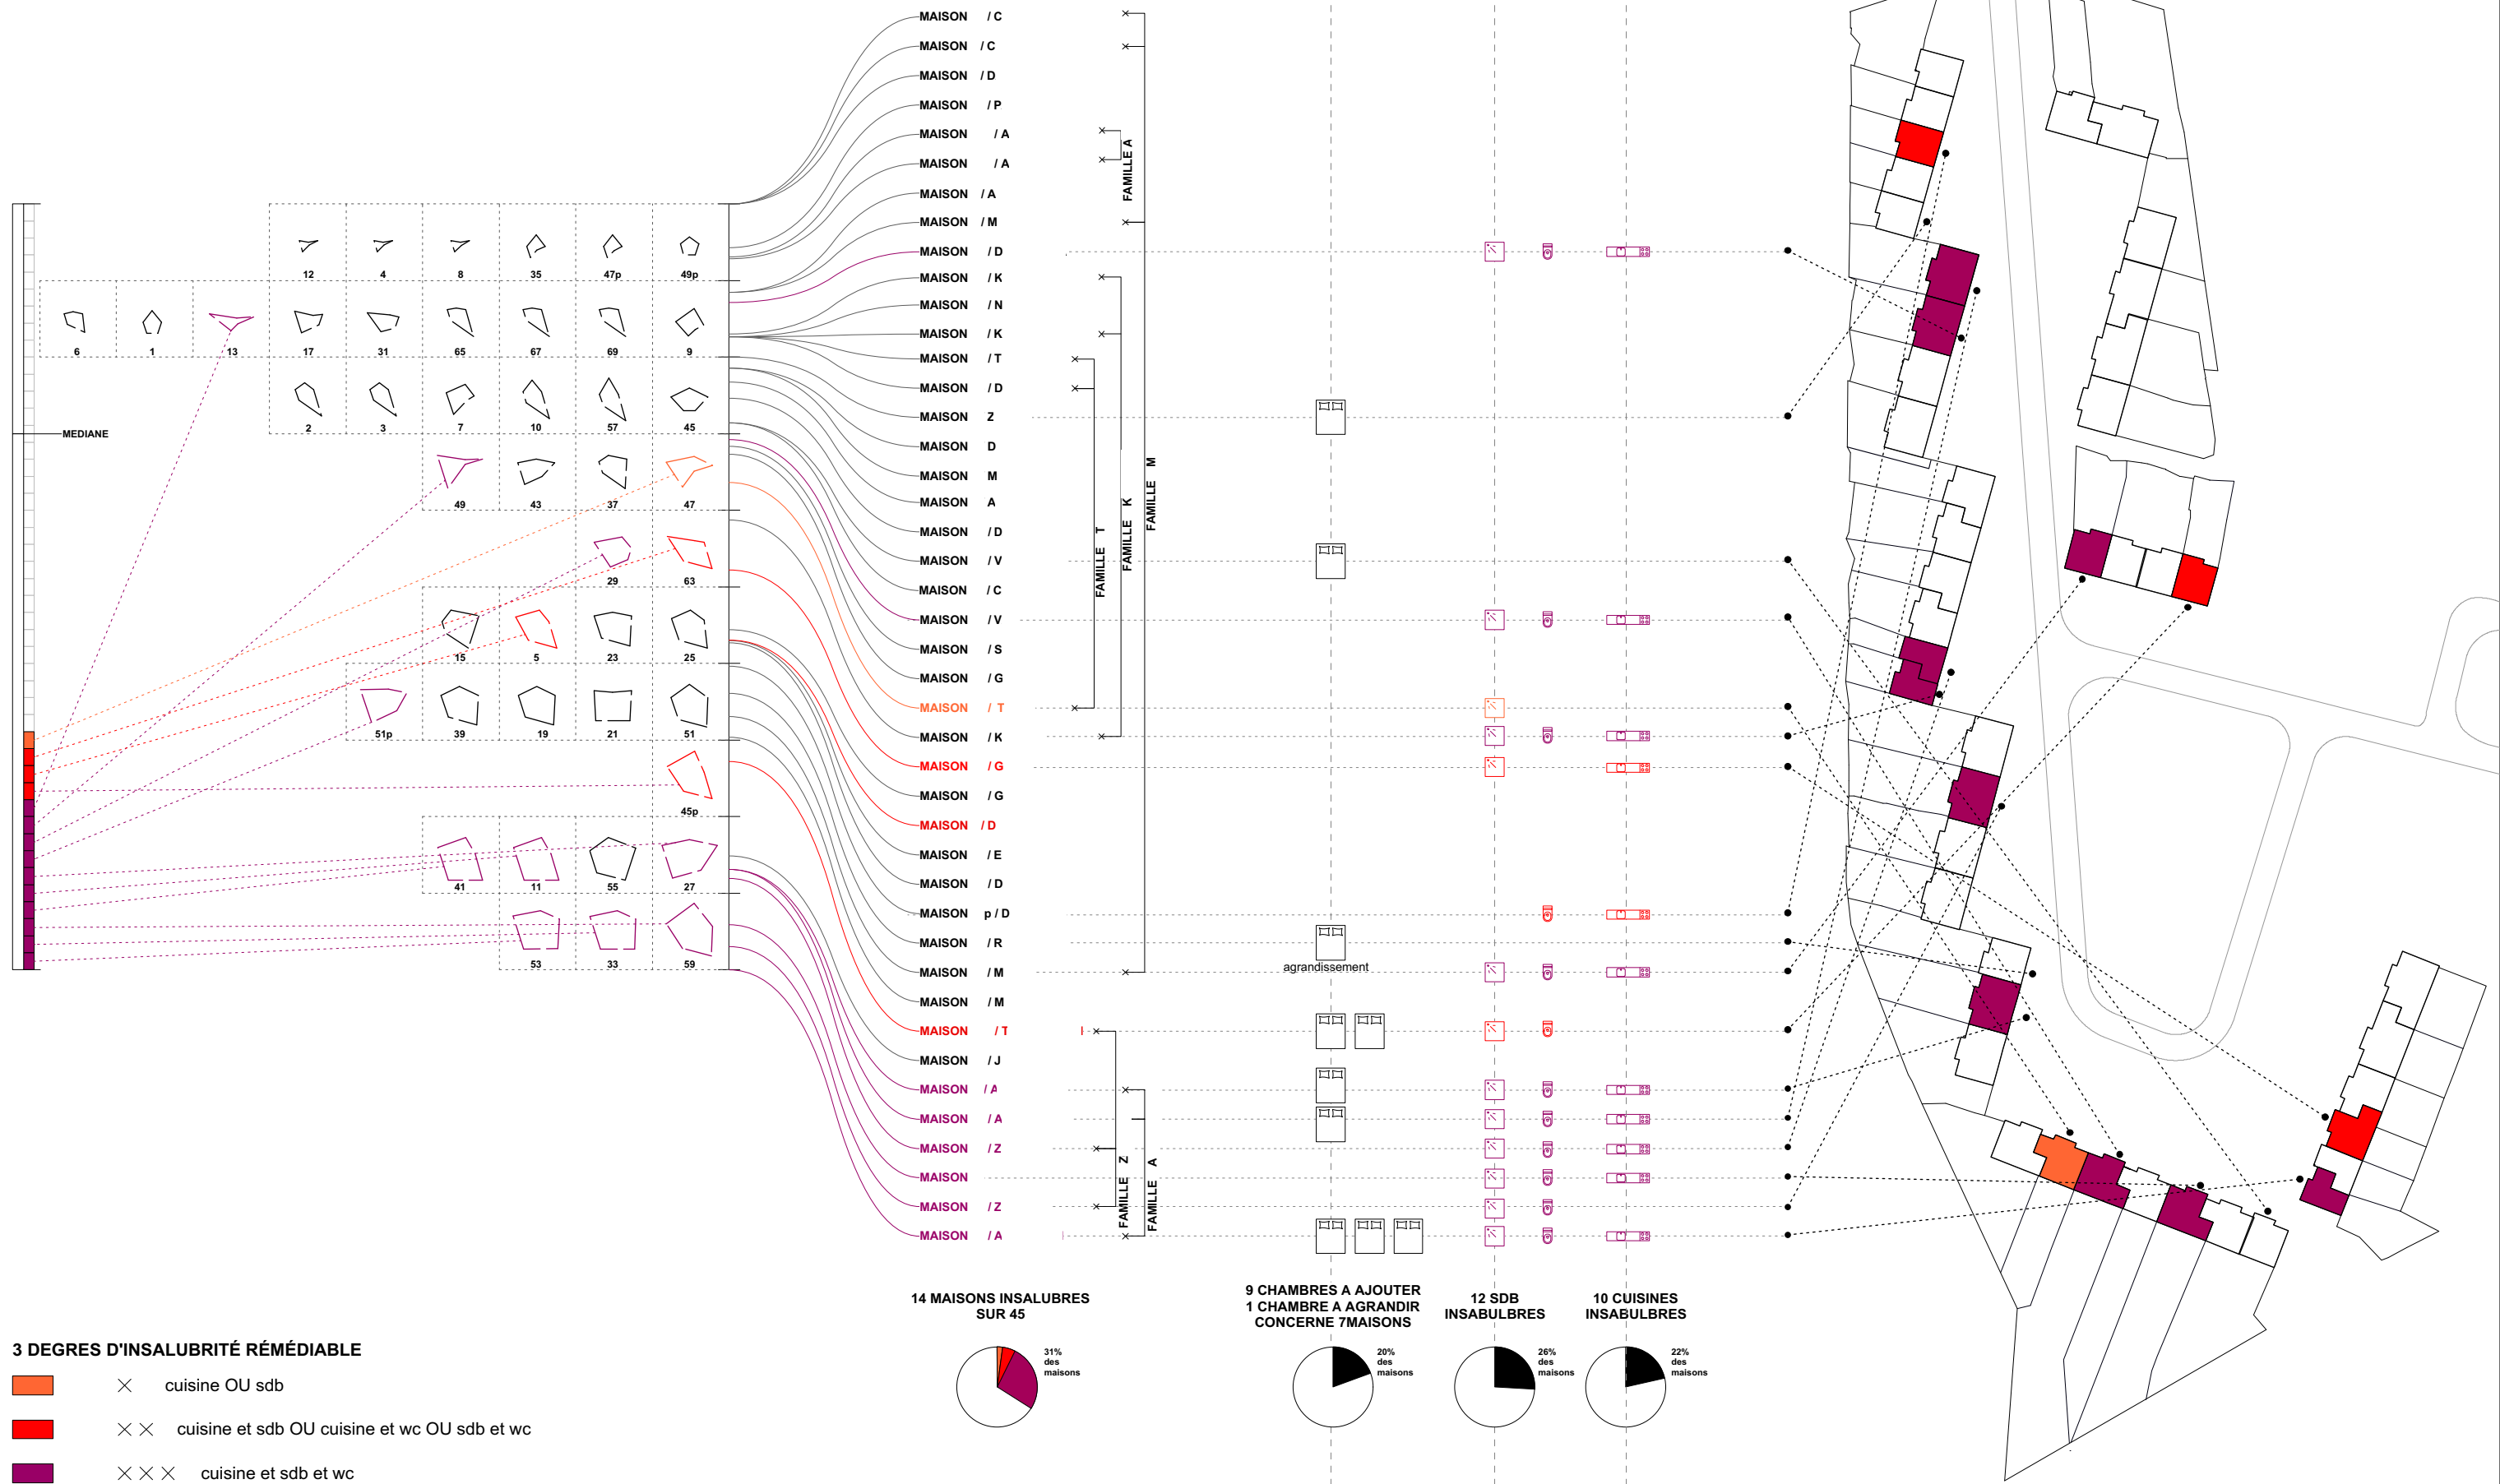 MAISON / C
MAISON / C
MAISON / D
MAISON / P
MAISON / A
MAISON / A
MAISON / A
MAISON / M
MAISON / D
MAISON / K
MAISON / N
MAISON / K
MAISON / T
MAISON / D
MAISON Z
MAISON D
MAISON M
MAISON A
MAISON / D
MAISON / V
MAISON / C
MAISON / V
MAISON / S
MAISON / G
MAISON / T
MAISON / K
MAISON / G
MAISON / G
MAISON / D
MAISON / E
MAISON / D
MAISON p / D
MAISON / R
MAISON / M
MAISON / M
MAISON / T
MAISON / J
MAISON / A
MAISON / A
MAISON / Z
MAISON
MAISON / Z
MAISON / A
FAMILLE A
FAMILLE T
FAMILLE K
FAMILLE M
FAMILLE Z
FAMILLE A
12 4 8 35 47p 49p
6 1 13 17 31 65 67 69 9
2 3 7 10 57 45
MEDIANE
49 43 37 47
29 63
15 5 23 25
51p 39 19 21 51
45p
41 11 55 27
53 33 59
agrandissement
14 MAISONS INSALUBRES
SUR 45
31%
des
maisons
9 CHAMBRES A AJOUTER
1 CHAMBRE A AGRANDIR
CONCERNE 7MAISONS
20%
des
maisons
12 SDB
INSABULBRES
26%
des
maisons
10 CUISINES
INSABULBRES
22%
des
maisons
3 DEGRES D'INSALUBRITÉ RÉMÉDIABLE
cuisine OU sdb
cuisine et sdb OU cuisine et wc OU sdb et wc
cuisine et sdb et wc